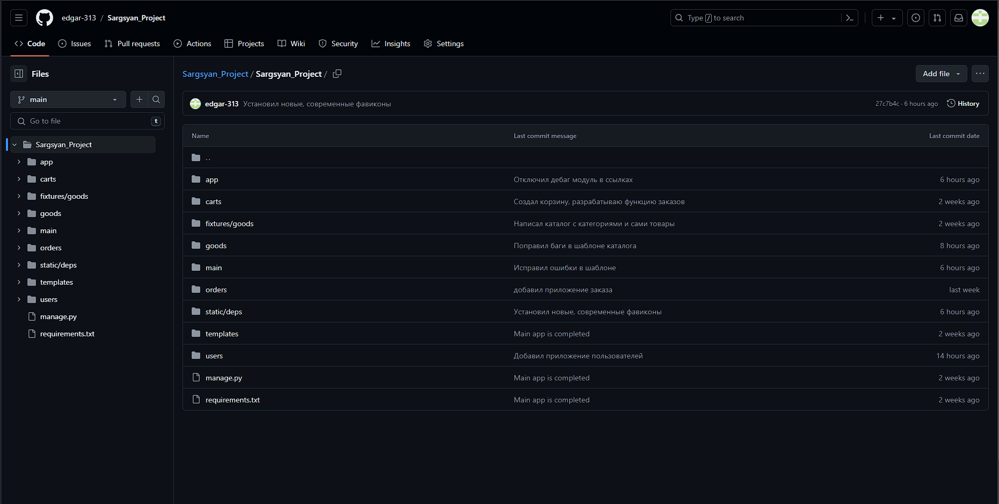 edgar-313 / Sargsyan_Project
Type / to search
Code Issues Pull requests Actions Projects Wiki Security Insights Settings
Files
main
Go to file t
Sargsyan_Project
app
carts
fixtures/goods
goods
main
orders
static/deps
templates
users
manage.py
requirements.txt
Sargsyan_Project / Sargsyan_Project /
Add file
edgar-313 Установил новые, современные фавиконы 27c7b4c · 6 hours ago History
Name Last commit message Last commit date
..
app Отключил дебаг модуль в ссылках 6 hours ago
carts Создал корзину, разрабатываю функцию заказов 2 weeks ago
fixtures/goods Написал каталог с категориями и сами товары 2 weeks ago
goods Поправил баги в шаблоне каталога 8 hours ago
main Исправил ошибки в шаблоне 6 hours ago
orders добавил приложение заказа last week
static/deps Установил новые, современные фавиконы 6 hours ago
templates Main app is completed 2 weeks ago
users Добавил приложение пользователей 14 hours ago
manage.py Main app is completed 2 weeks ago
requirements.txt Main app is completed 2 weeks ago